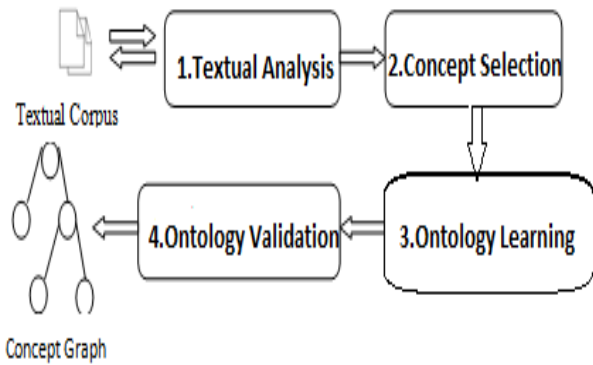 1.Textual Analysis
2.Concept Selection
Textual Corpus
4.Ontology Validation
3.Ontology Learning
Concept Graph